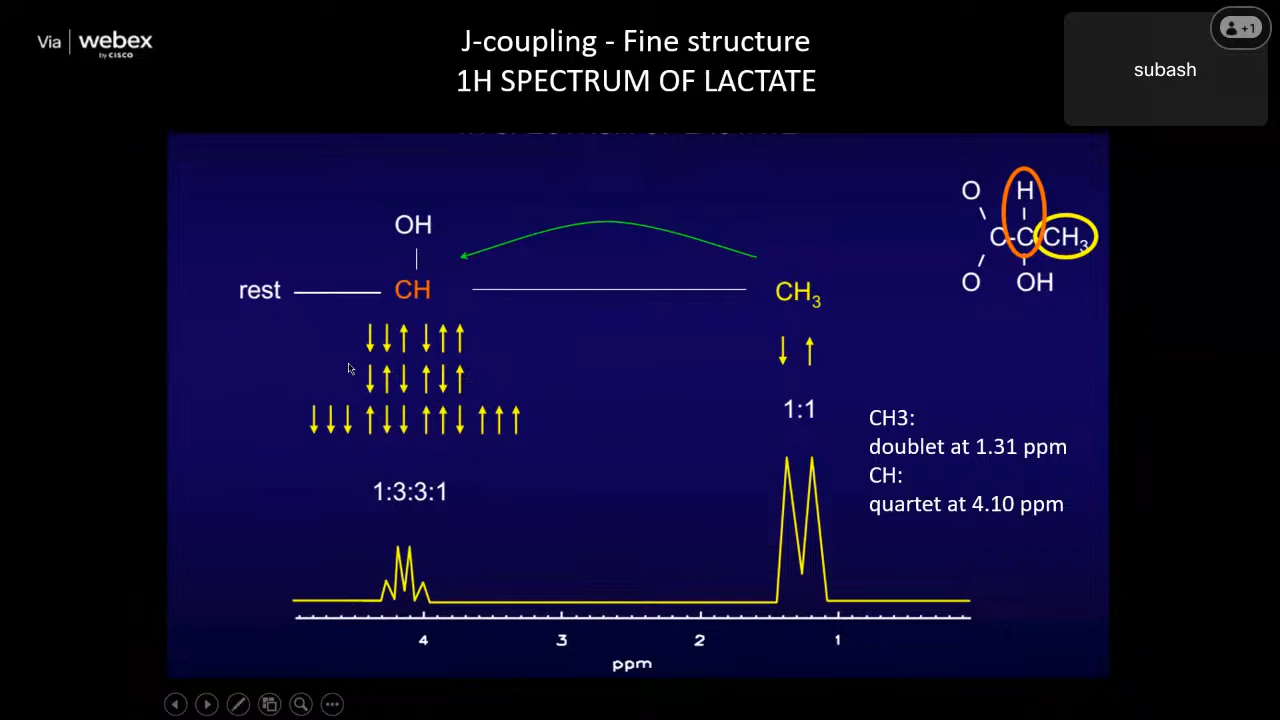 Via webex
by CISCO
+1
subash
J-coupling - Fine structure
1H SPECTRUM OF LACTATE
O H
C-C CH3
O OH
OH
rest CH CH3
1:1
1:3:3:1
CH3:
doublet at 1.31 ppm
CH:
quartet at 4.10 ppm
4 3 2 1
ppm